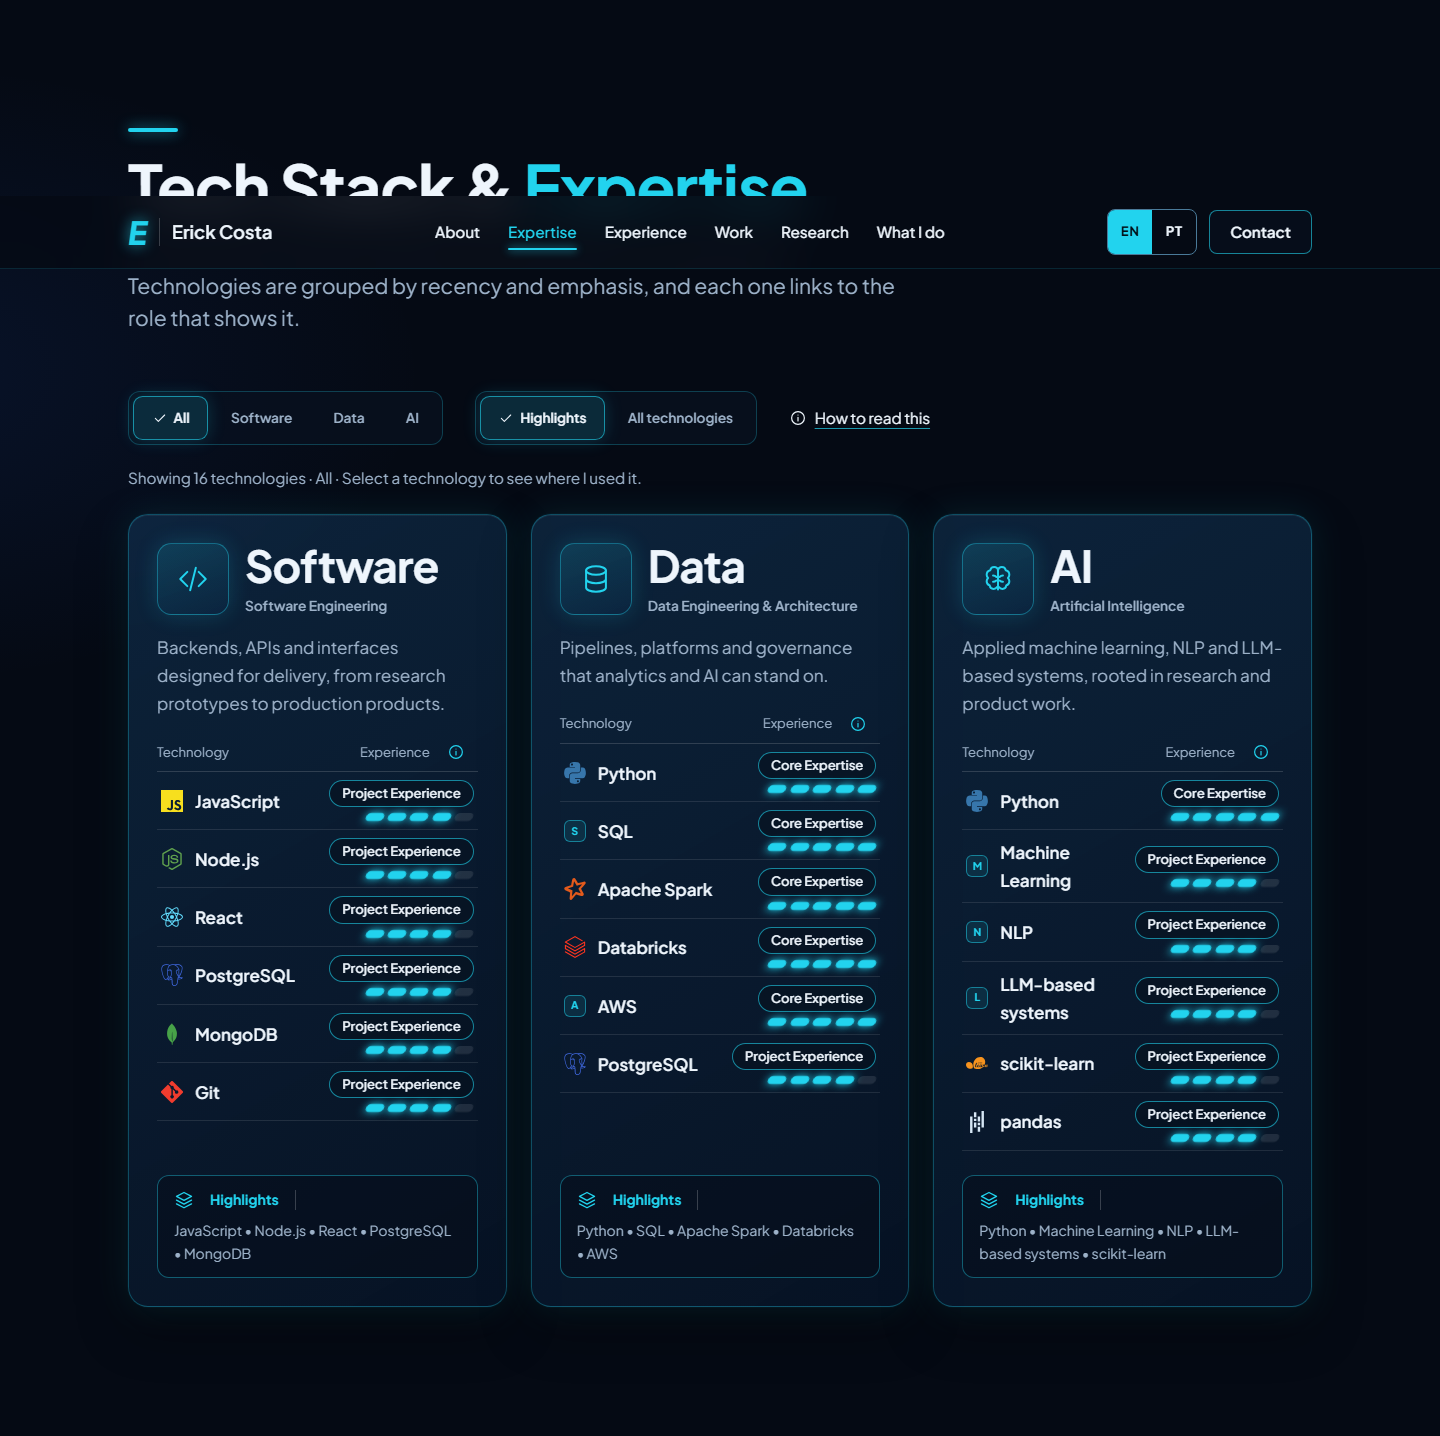 Tech Stack & Expertise
E Erick Costa About Expertise Experience Work Research What I do EN PT Contact
Technologies are grouped by recency and emphasis, and each one links to the
role that shows it.
All Software Data AI Highlights All technologies How to read this
Showing 16 technologies · All · Select a technology to see where I used it.
Software
Software Engineering
Backends, APIs and interfaces
designed for delivery, from research
prototypes to production products.
Technology Experience
JS JavaScript Project Experience
Node.js Project Experience
React Project Experience
PostgreSQL Project Experience
MongoDB Project Experience
Git Project Experience
Highlights
JavaScript • Node.js • React • PostgreSQL
• MongoDB
Data
Data Engineering & Architecture
Pipelines, platforms and governance
that analytics and AI can stand on.
Technology Experience
Python Core Expertise
S SQL Core Expertise
Apache Spark Core Expertise
Databricks Core Expertise
A AWS Core Expertise
PostgreSQL Project Experience
Highlights
Python • SQL • Apache Spark • Databricks
• AWS
AI
Artificial Intelligence
Applied machine learning, NLP and LLM-
based systems, rooted in research and
product work.
Technology Experience
Python Core Expertise
M Machine
Learning Project Experience
N NLP Project Experience
L LLM-based
systems Project Experience
scikit-learn Project Experience
pandas Project Experience
Highlights
Python • Machine Learning • NLP • LLM-
based systems • scikit-learn